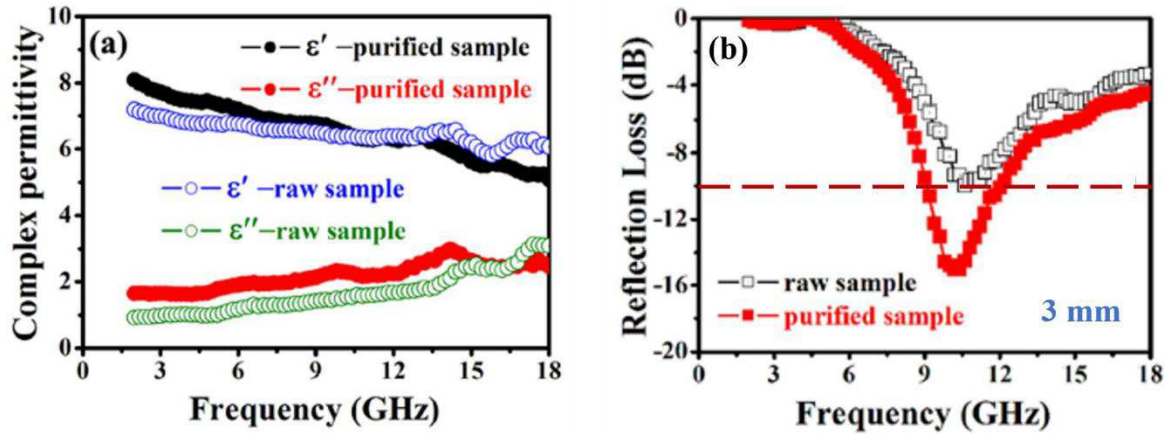 (a)
ε′ –purified sample
ε″–purified sample
ε′ –raw sample
ε″–raw sample
Complex permittivity
10
8
6
4
2
0
0 3 6 9 12 15 18
Frequency (GHz)
(b)
Reflection Loss (dB)
0
-4
-8
-12
-16
-20
raw sample
purified sample
3 mm
0 3 6 9 12 15 18
Frequency (GHz)